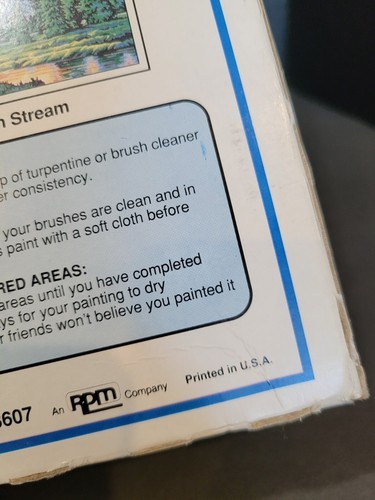 n Stream
p of turpentine or brush cleaner
er consistency.
your brushes are clean and in
s paint with a soft cloth before
RED AREAS:
areas until you have completed
ys for your painting to dry
r friends won't believe you painted it
6607 An RPM Company Printed in U.S.A.